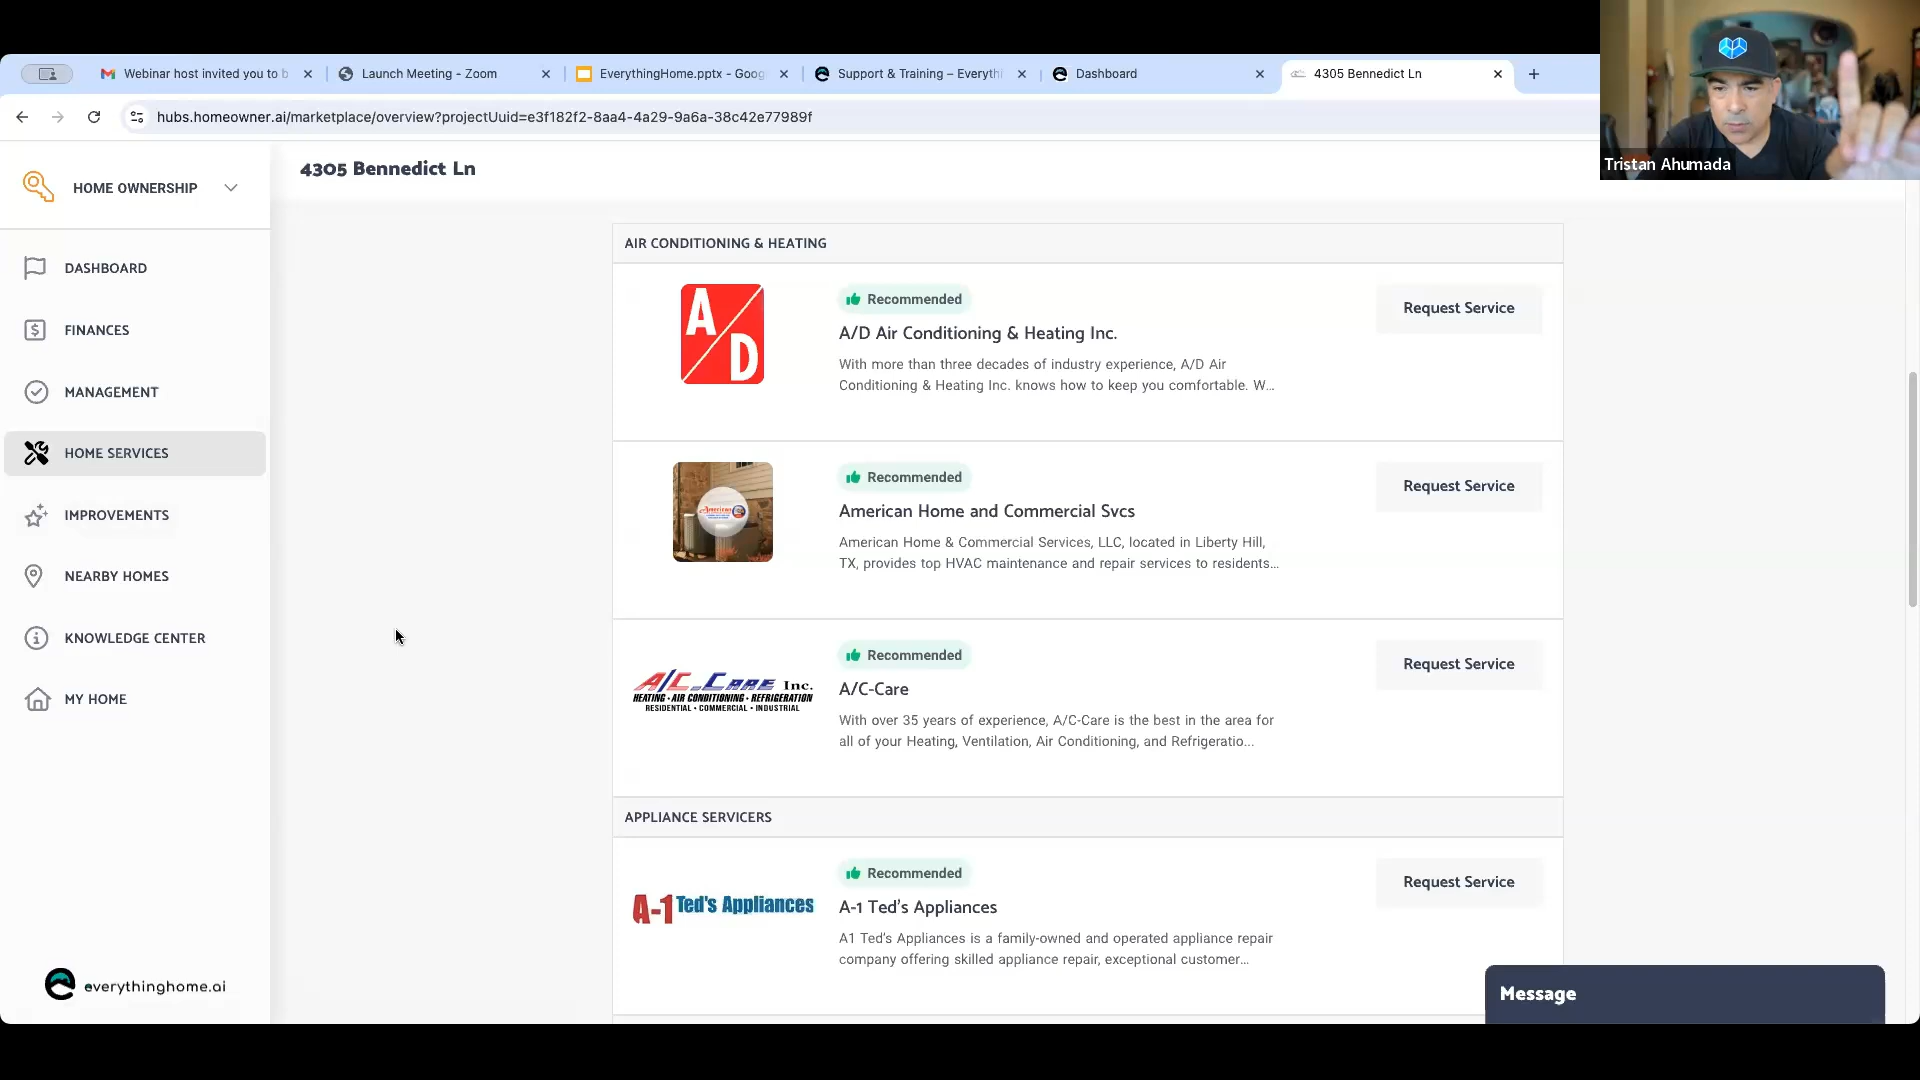 Webinar host invited you to b
Launch Meeting - Zoom
EverythingHome.pptx - Goog
Support & Training – Everythi
Dashboard
4305 Bennedict Ln
hubs.homeowner.ai/marketplace/overview?projectUuid=e3f182f2-8aa4-4a29-9a6a-38c42e77989f
Tristan Ahumada
HOME OWNERSHIP
4305 Bennedict Ln
DASHBOARD
FINANCES
MANAGEMENT
HOME SERVICES
IMPROVEMENTS
NEARBY HOMES
KNOWLEDGE CENTER
MY HOME
everythinghome.ai
AIR CONDITIONING & HEATING
A/D
Recommended
A/D Air Conditioning & Heating Inc.
With more than three decades of industry experience, A/D Air
Conditioning & Heating Inc. knows how to keep you comfortable. W...
Request Service
American
Recommended
American Home and Commercial Svcs
American Home & Commercial Services, LLC, located in Liberty Hill,
TX, provides top HVAC maintenance and repair services to residents...
Request Service
A/C-CARE Inc.
HEATING • AIR CONDITIONING • REFRIGERATION
RESIDENTIAL • COMMERCIAL • INDUSTRIAL
Recommended
A/C-Care
With over 35 years of experience, A/C-Care is the best in the area for
all of your Heating, Ventilation, Air Conditioning, and Refrigeratio...
Request Service
APPLIANCE SERVICERS
A-1 Ted's Appliances
Recommended
A-1 Ted's Appliances
A1 Ted's Appliances is a family-owned and operated appliance repair
company offering skilled appliance repair, exceptional customer...
Request Service
Message